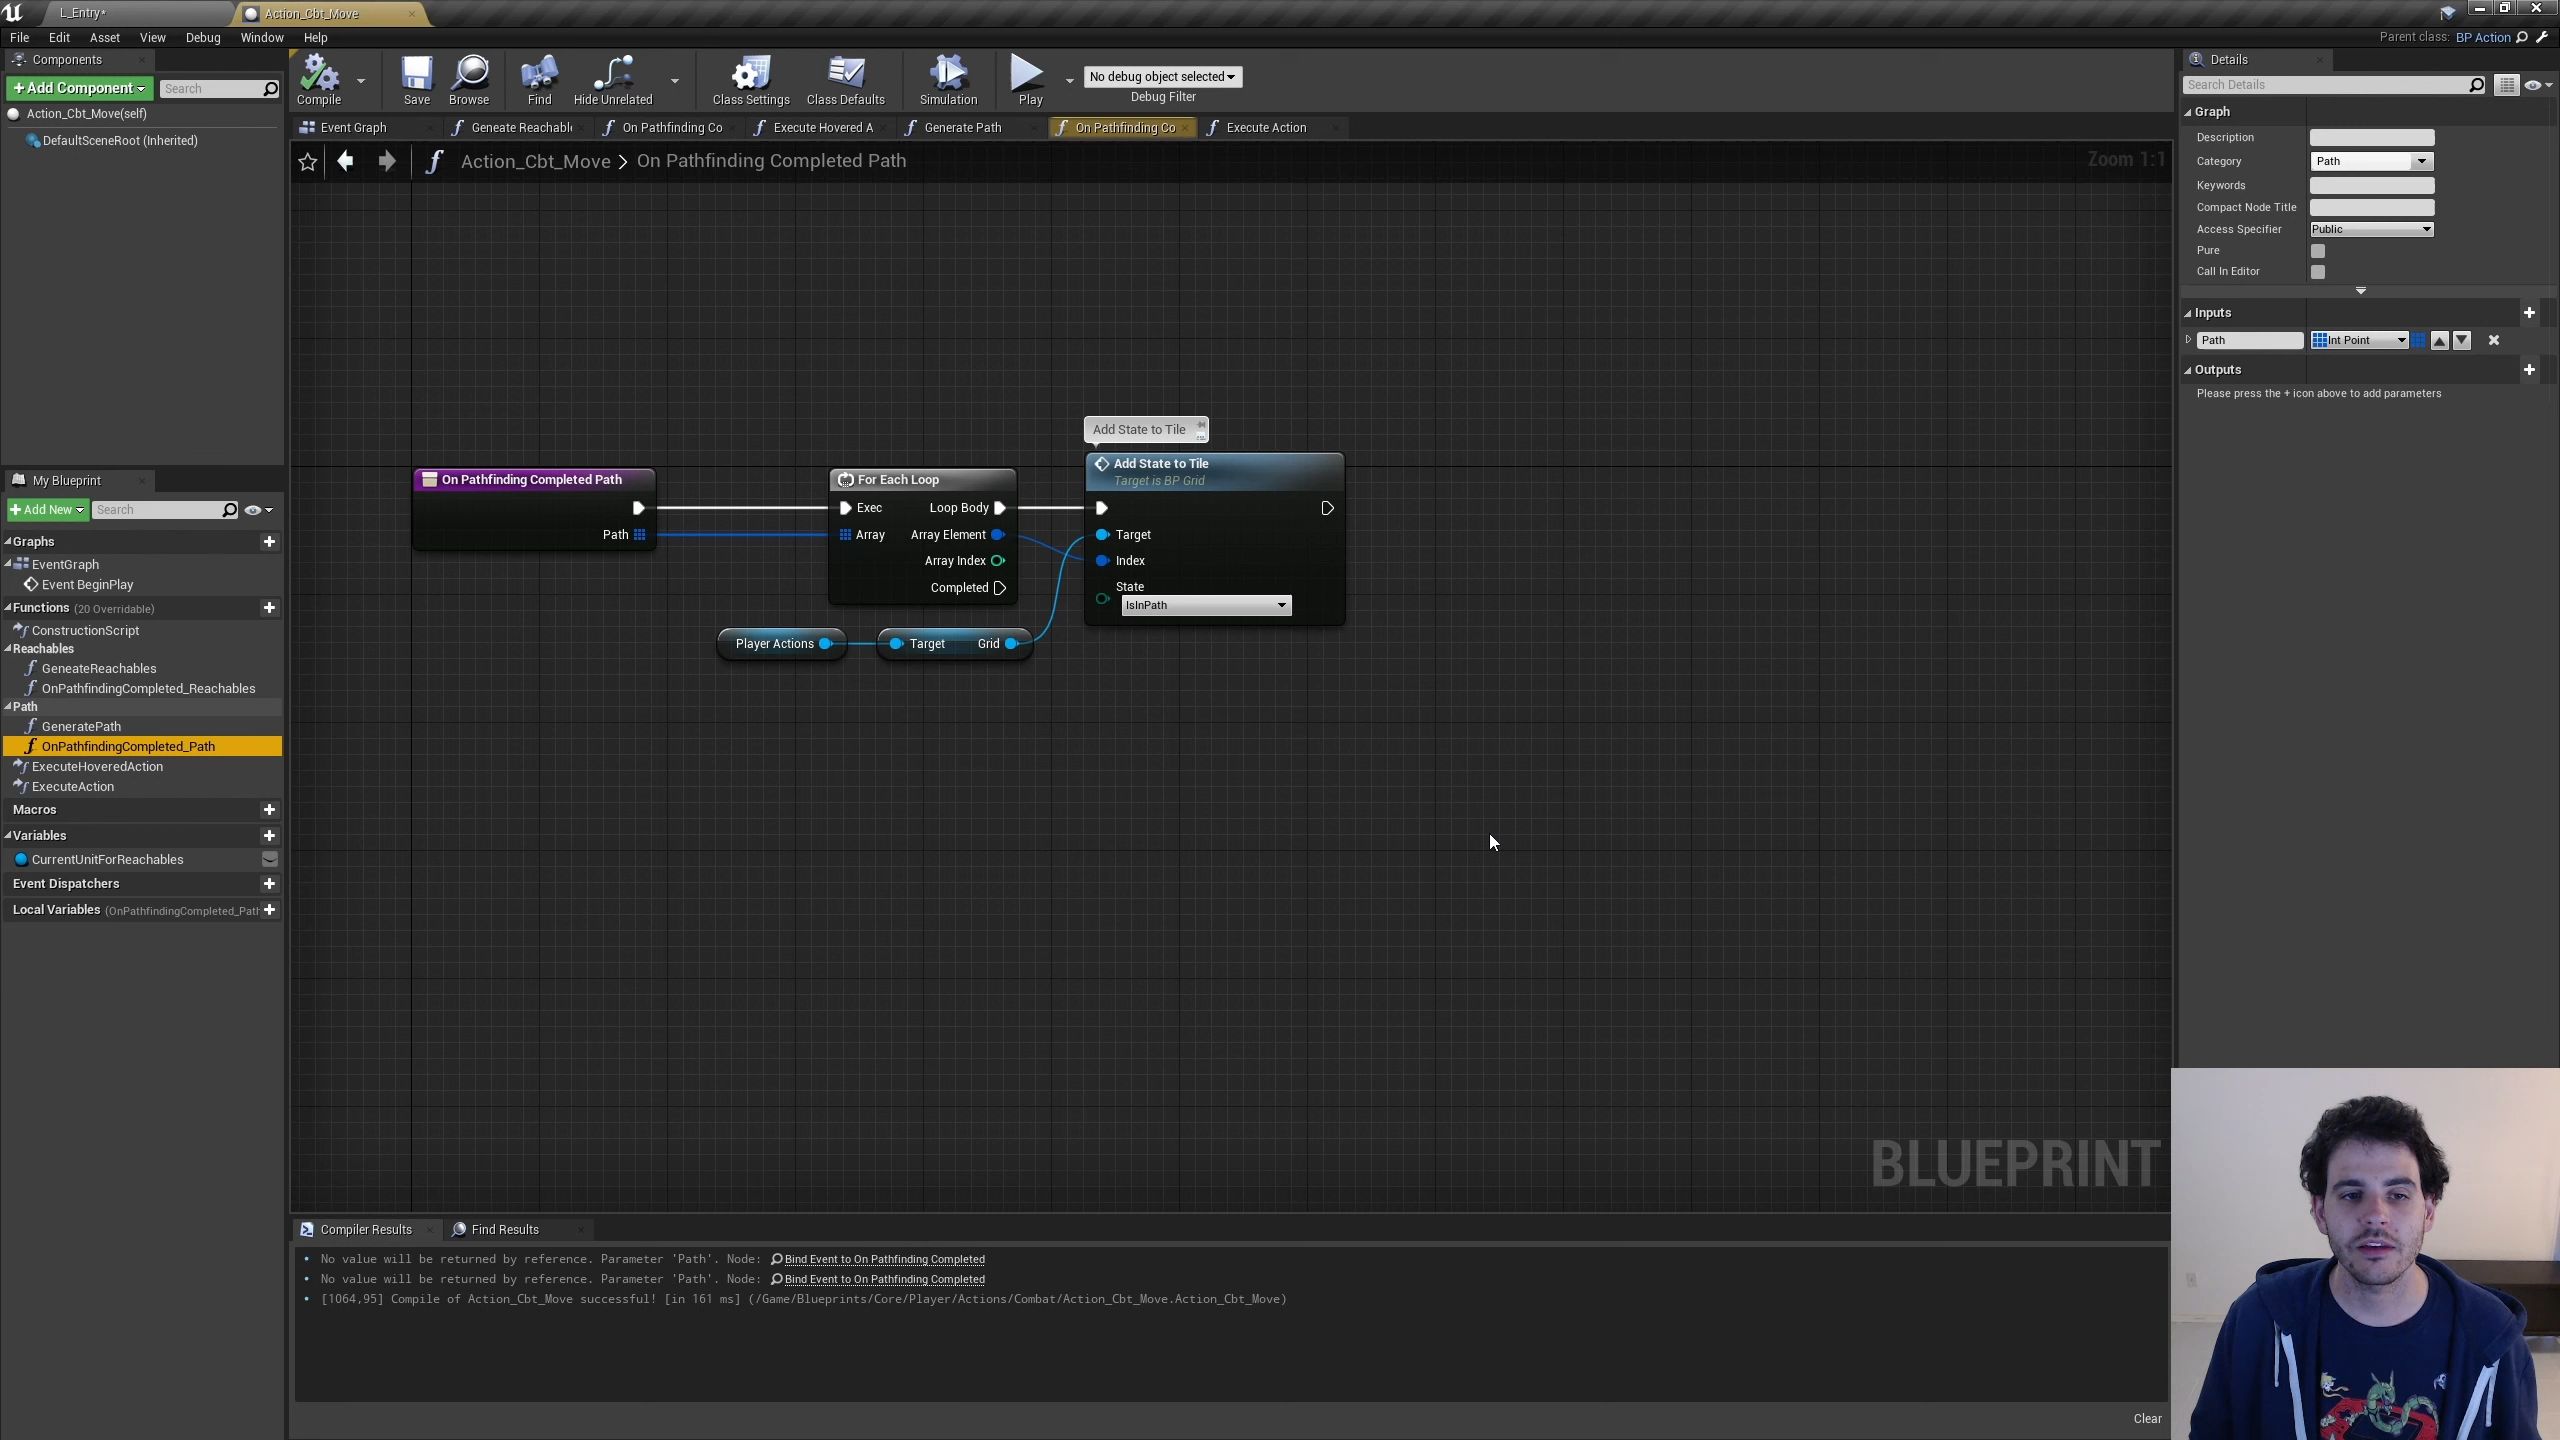 L_Entry*
Action_Cbt_Move
File Edit Asset View Debug Window Help
Parent class: BP Action
Components
+Add Component
Search
Action_Cbt_Move(self)
DefaultSceneRoot (Inherited)
Compile
Save
Browse
Find
Hide Unrelated
Class Settings
Class Defaults
Simulation
Play
No debug object selected
Debug Filter
Event Graph
Geneate Reachabl
On Pathfinding Co
Execute Hovered A
Generate Path
On Pathfinding Co
Execute Action
Action_Cbt_Move > On Pathfinding Completed Path
Zoom 1:1
Add State to Tile
On Pathfinding Completed Path
Path
For Each Loop
Exec
Loop Body
Array
Array Element
Array Index
Completed
Add State to Tile
Target is BP Grid
Target
Index
State
IsInPath
Player Actions
Target
Grid
BLUEPRINT
My Blueprint
+Add New
Search
Graphs
EventGraph
Event BeginPlay
Functions (20 Overridable)
ConstructionScript
Reachables
GeneateReachables
OnPathfindingCompleted_Reachables
Path
GeneratePath
OnPathfindingCompleted_Path
ExecuteHoveredAction
ExecuteAction
Macros
Variables
CurrentUnitForReachables
Event Dispatchers
Local Variables (OnPathfindingCompleted_Path
Details
Search Details
Graph
Description
Category
Path
Keywords
Compact Node Title
Access Specifier
Public
Pure
Call In Editor
Inputs
Path
Int Point
Outputs
Please press the + icon above to add parameters
Compiler Results
Find Results
No value will be returned by reference. Parameter 'Path'. Node: Bind Event to On Pathfinding Completed
No value will be returned by reference. Parameter 'Path'. Node: Bind Event to On Pathfinding Completed
[1064,95] Compile of Action_Cbt_Move successful! [in 161 ms] (/Game/Blueprints/Core/Player/Actions/Combat/Action_Cbt_Move.Action_Cbt_Move)
Clear